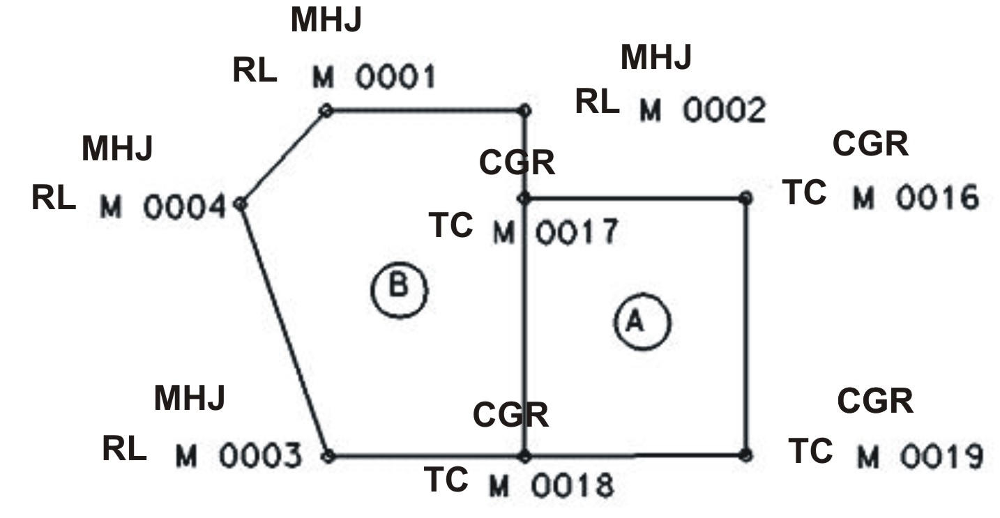 MHJ
RL M 0001
MHJ
RL M 0002
CGR
TC M 0016
MHJ
RL M 0004
CGR
TC M 0017
B
A
MHJ
RL M 0003
CGR
TC M 0018
CGR
TC M 0019